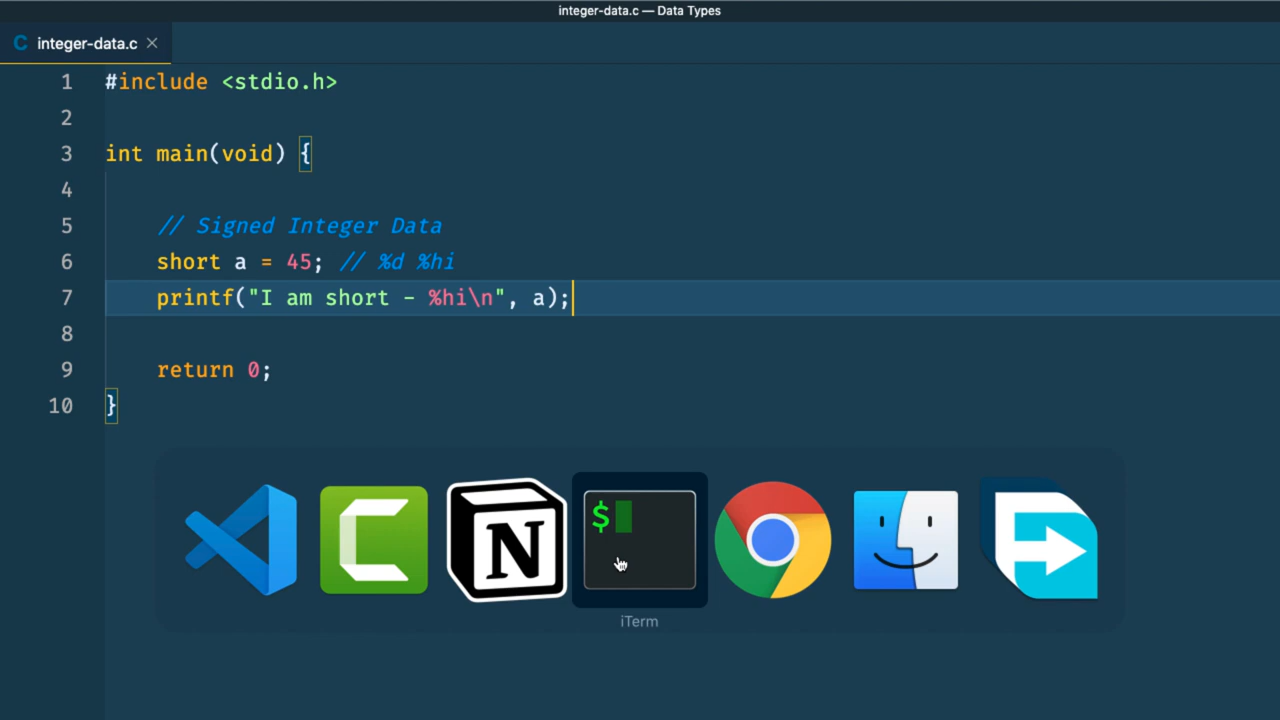 integer-data.c — Data Types
C integer-data.c ×
1 #include <stdio.h>
2
3 int main(void) {
4
5 // Signed Integer Data
6 short a = 45; // %d %hi
7 printf("I am short - %hi\n", a);
8
9 return 0;
10 }
N
$
iTerm